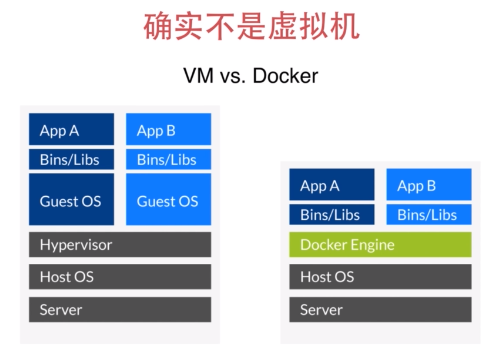 确实不是虚拟机
VM vs. Docker
App A
App B
Bins/Libs
Bins/Libs
Guest OS
Guest OS
Hypervisor
Host OS
Server
App A
App B
Bins/Libs
Bins/Libs
Docker Engine
Host OS
Server